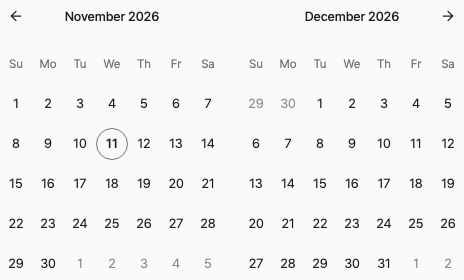 November 2026 December 2026
Su Mo Tu We Th Fr Sa Su Mo Tu We Th Fr Sa
1 2 3 4 5 6 7 29 30 1 2 3 4 5
8 9 10 11 12 13 14 6 7 8 9 10 11 12
15 16 17 18 19 20 21 13 14 15 16 17 18 19
22 23 24 25 26 27 28 20 21 22 23 24 25 26
29 30 1 2 3 4 5 27 28 29 30 31 1 2